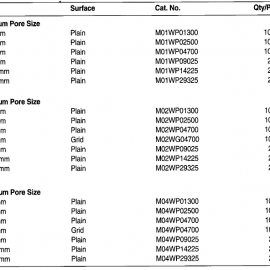 Surface Cat. No. Qty/P
um Pore Size
m Plain M01WP01300 10
m Plain M01WP02500 10
m Plain M01WP04700 10
m Plain M01WP09025 2
mm Plain M01WP14225 2
mm Plain M01WP29325 2
um Pore Size
m Plain M02WP01300 10
m Plain M02WP02500 10
m Plain M02WP04700 10
m Grid M02WG04700 10
m Plain M02WP09025 2
mm Plain M02WP14225 2
mm Plain M02WP29325 2
um Pore Size
m Plain M04WP01300 10
m Plain M04WP02500 10
m Plain M04WP04700 10
m Grid M04WP04700 10
m Plain M04WP09025 2
mm Plain M04WP14225 2
mm Plain M04WP29325 2